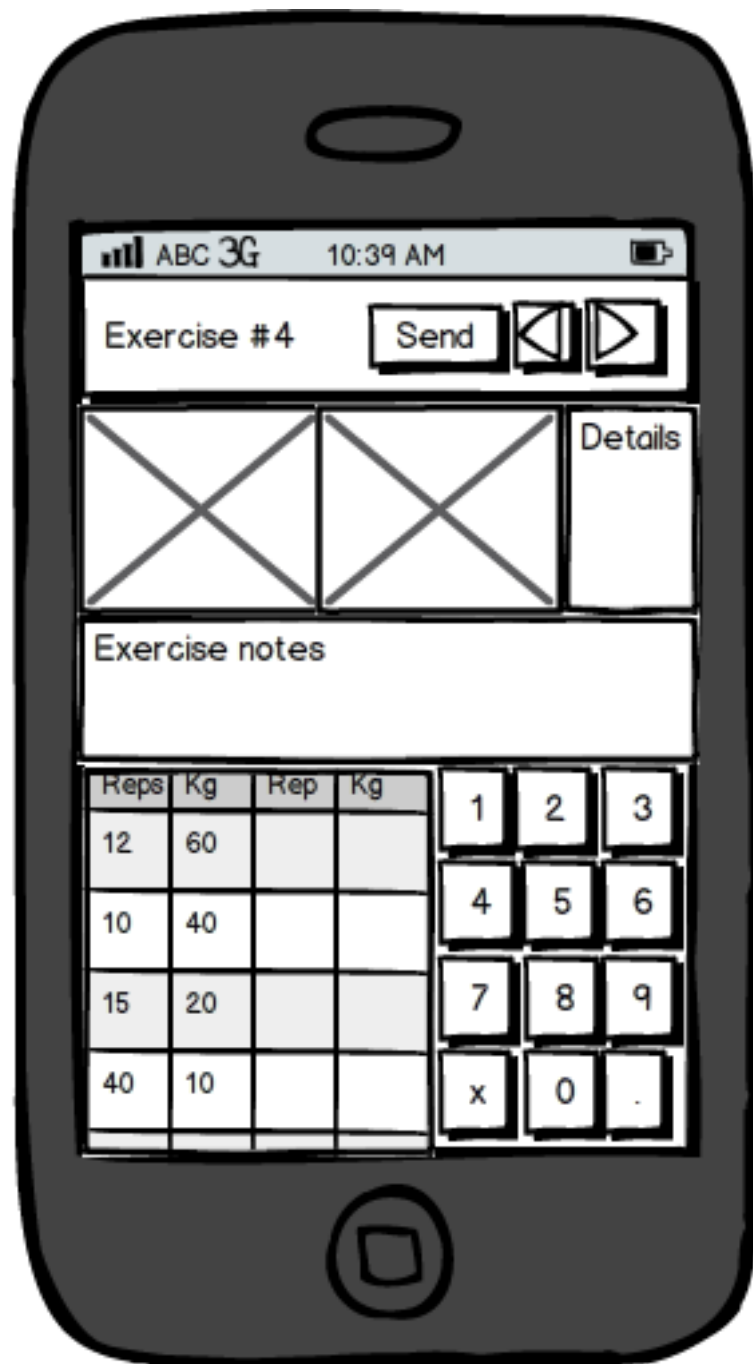 ABC 3G 10:39 AM
Exercise #4 Send
Details
Exercise notes
Reps Kg Rep Kg
12 60
10 40
15 20
40 10
1 2 3
4 5 6
7 8 9
x 0 .